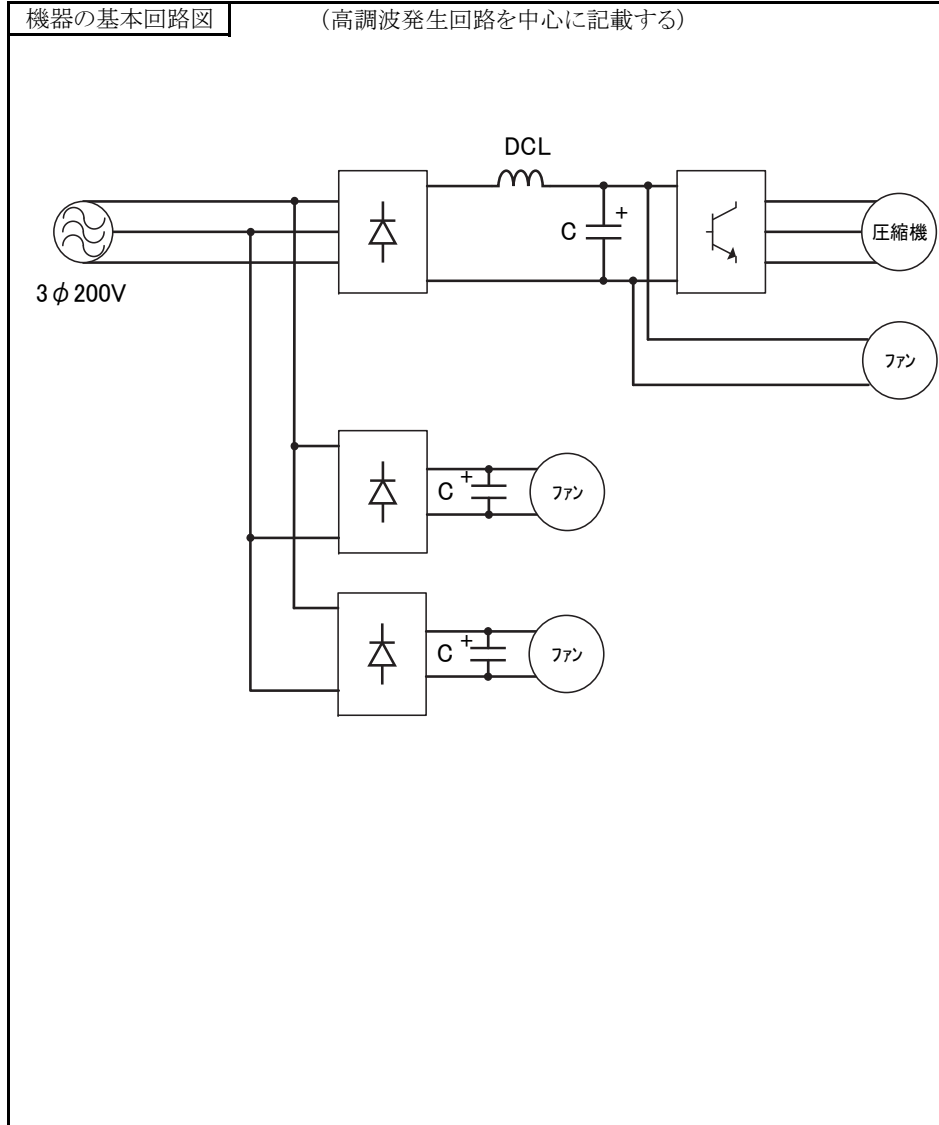 機器の基本回路図 (高調波発生回路を中心に記載する)
DCL
C +
圧縮機
3φ200V
ファン
C +
ファン
C +
ファン